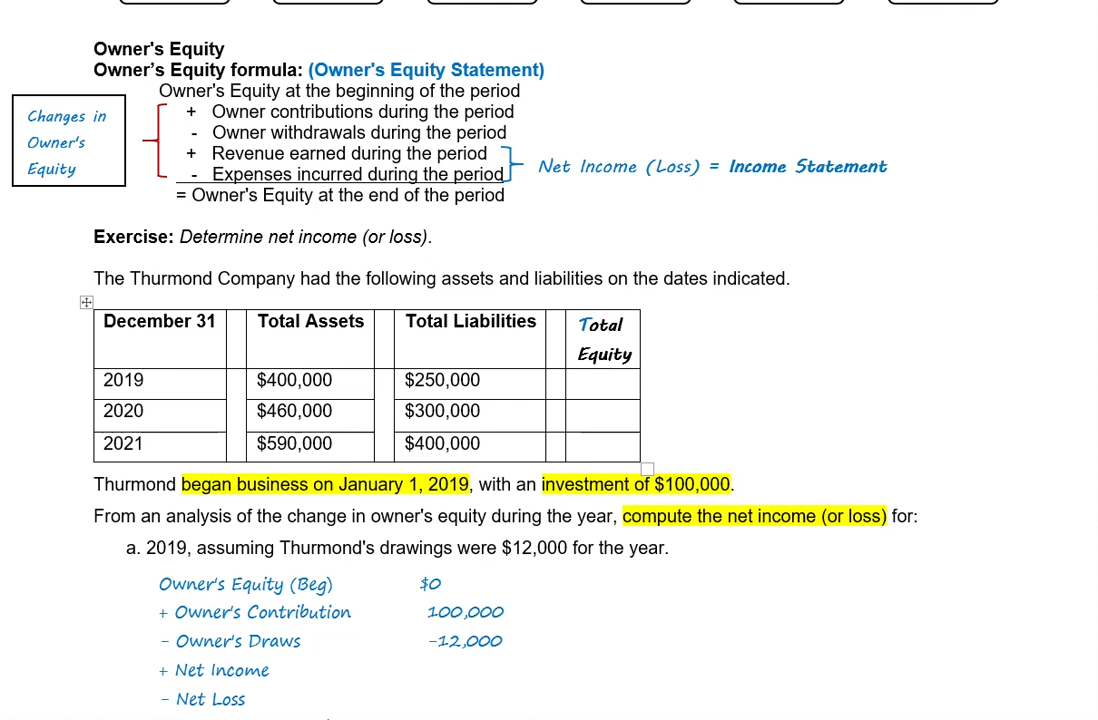 Owner's Equity
Owner's Equity formula: (Owner's Equity Statement)
Owner's Equity at the beginning of the period
+ Owner contributions during the period
- Owner withdrawals during the period
+ Revenue earned during the period
- Expenses incurred during the period
= Owner's Equity at the end of the period
Changes in
Owner's
Equity
Net Income (Loss) = Income Statement
Exercise: Determine net income (or loss).
The Thurmond Company had the following assets and liabilities on the dates indicated.
December 31 Total Assets Total Liabilities Total
Equity
2019 $400,000 $250,000
2020 $460,000 $300,000
2021 $590,000 $400,000
Thurmond began business on January 1, 2019, with an investment of $100,000.
From an analysis of the change in owner's equity during the year, compute the net income (or loss) for:
a. 2019, assuming Thurmond's drawings were $12,000 for the year.
Owner's Equity (Beg) $0
+ Owner's Contribution 100,000
- Owner's Draws -12,000
+ Net Income
- Net Loss